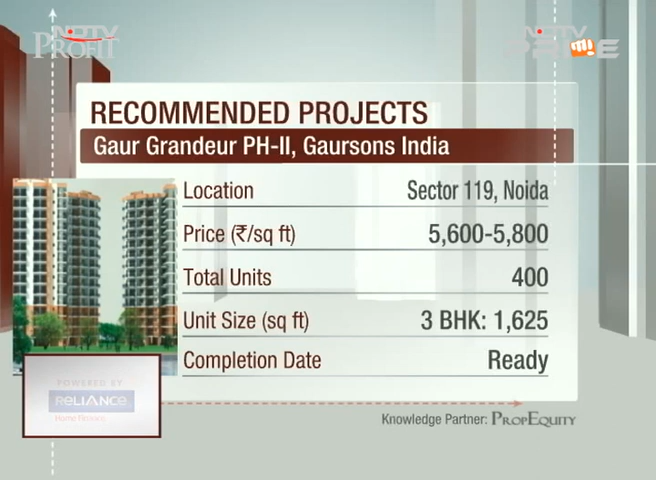 NDTV
PROFIT
NDTV
RECOMMENDED PROJECTS
Gaur Grandeur PH-II, Gaursons India
Location Sector 119, Noida
Price (₹/sq ft) 5,600-5,800
Total Units 400
Unit Size (sq ft) 3 BHK: 1,625
Completion Date Ready
POWERED BY
RELIANCE
Knowledge Partner: PROPEQUITY